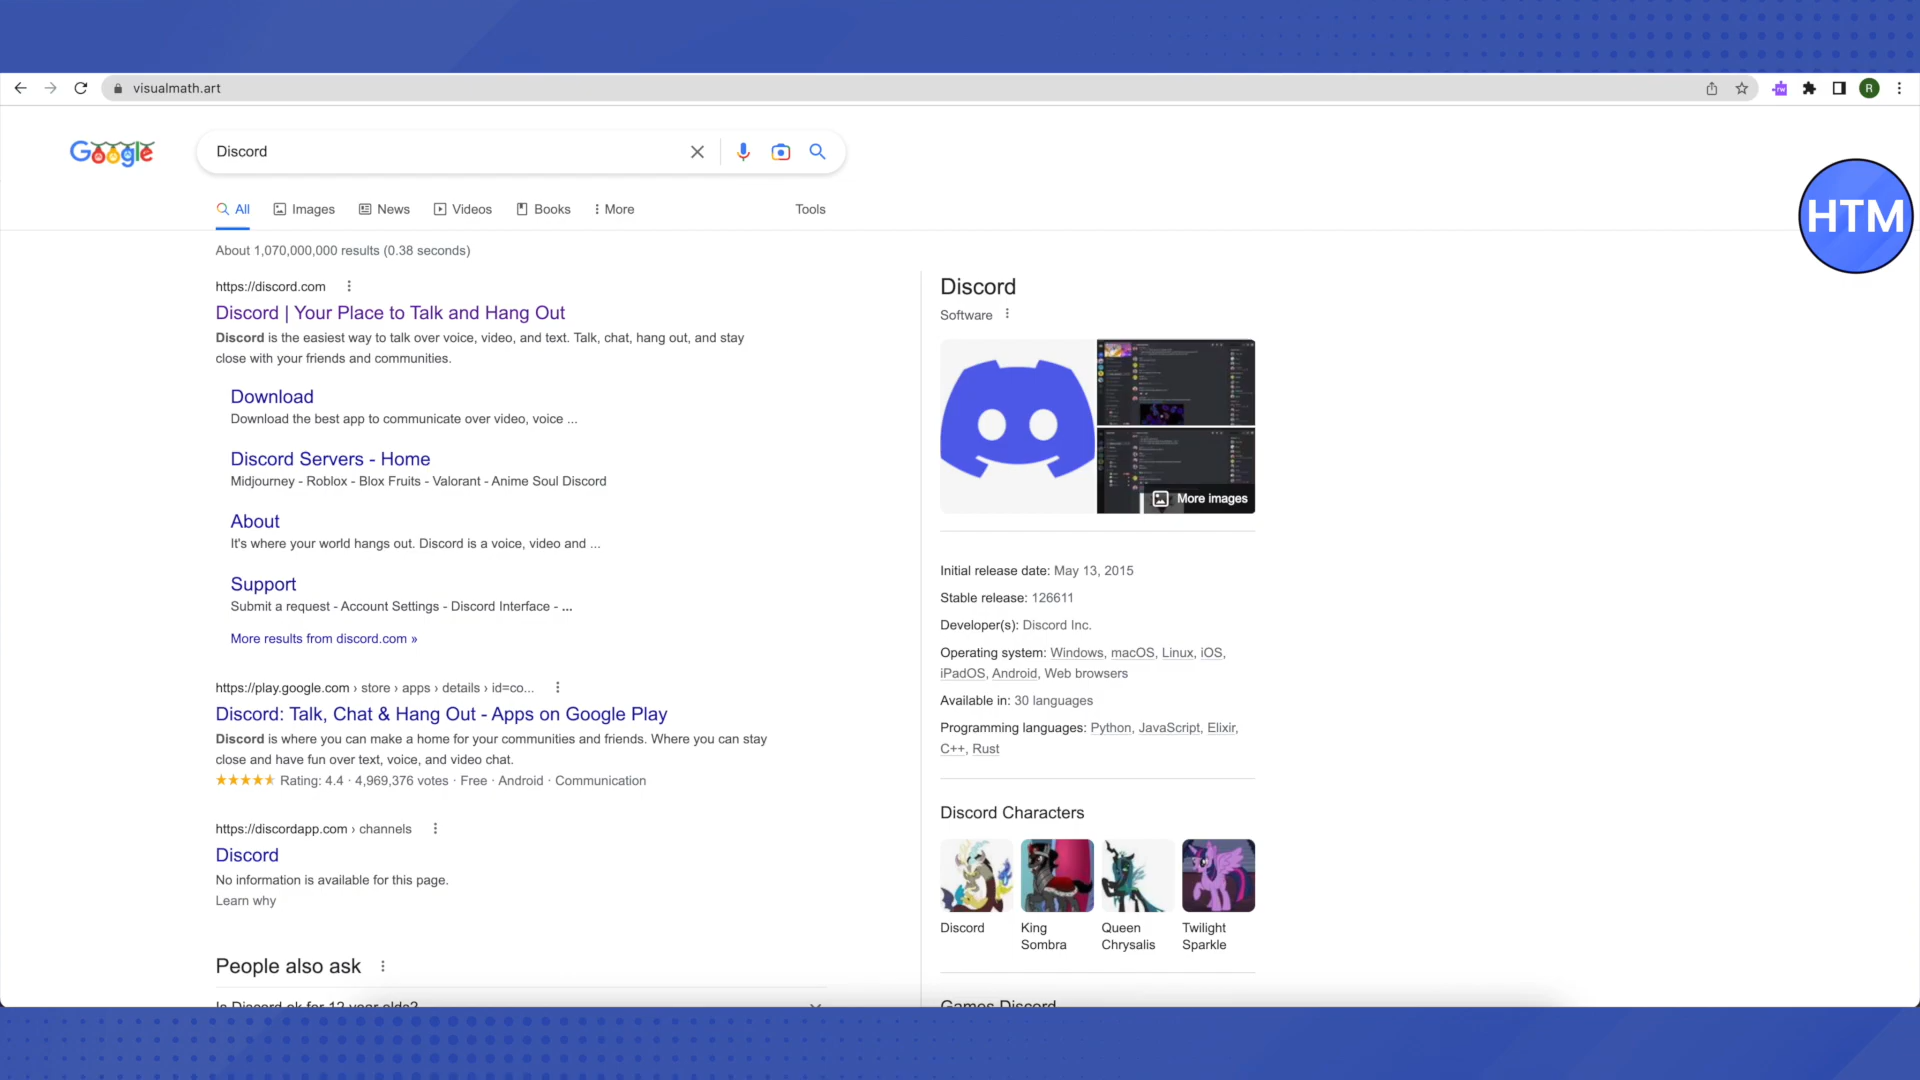 visualmath.art
R
Google
Discord
HTM
All
Images
News
Videos
Books
More
Tools
About 1,070,000,000 results (0.38 seconds)
https://discord.com
Discord | Your Place to Talk and Hang Out
Discord is the easiest way to talk over voice, video, and text. Talk, chat, hang out, and stay
close with your friends and communities.
Download
Download the best app to communicate over video, voice ...
Discord Servers - Home
Midjourney - Roblox - Blox Fruits - Valorant - Anime Soul Discord
About
It's where your world hangs out. Discord is a voice, video and ...
Support
Submit a request - Account Settings - Discord Interface - ...
More results from discord.com »
https://play.google.com › store › apps › details › id=co...
Discord: Talk, Chat & Hang Out - Apps on Google Play
Discord is where you can make a home for your communities and friends. Where you can stay
close and have fun over text, voice, and video chat.
Rating: 4.4 · 4,969,376 votes · Free · Android · Communication
https://discordapp.com › channels
Discord
No information is available for this page.
Learn why
People also ask
Is Discord ok for 12 year olds?
Discord
Software
More images
Initial release date: May 13, 2015
Stable release: 126611
Developer(s): Discord Inc.
Operating system: Windows, macOS, Linux, iOS,
iPadOS, Android, Web browsers
Available in: 30 languages
Programming languages: Python, JavaScript, Elixir,
C++, Rust
Discord Characters
Discord
King
Sombra
Queen
Chrysalis
Twilight
Sparkle
Games Discord